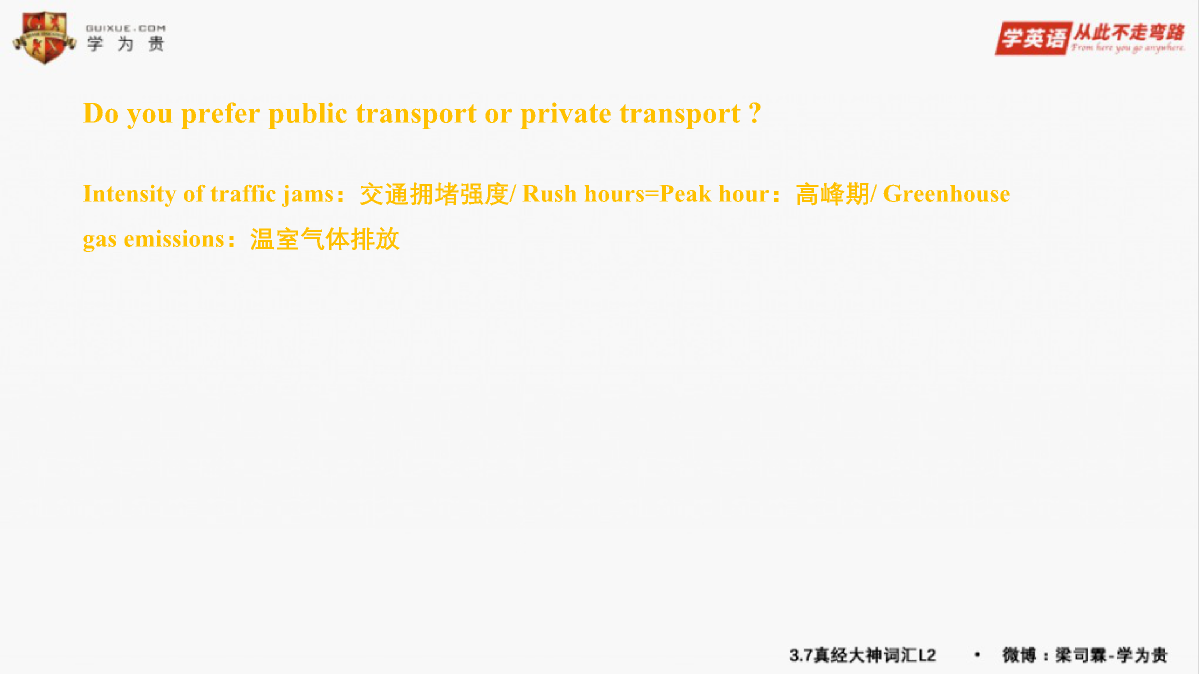 GUIXUE.COM
学为贵
学英语 从此不走弯路
From here you go anywhere.
Do you prefer public transport or private transport ?
Intensity of traffic jams：交通拥堵强度/ Rush hours=Peak hour：高峰期/ Greenhouse
gas emissions：温室气体排放
3.7真经大神词汇L2 • 微博：梁司霖-学为贵